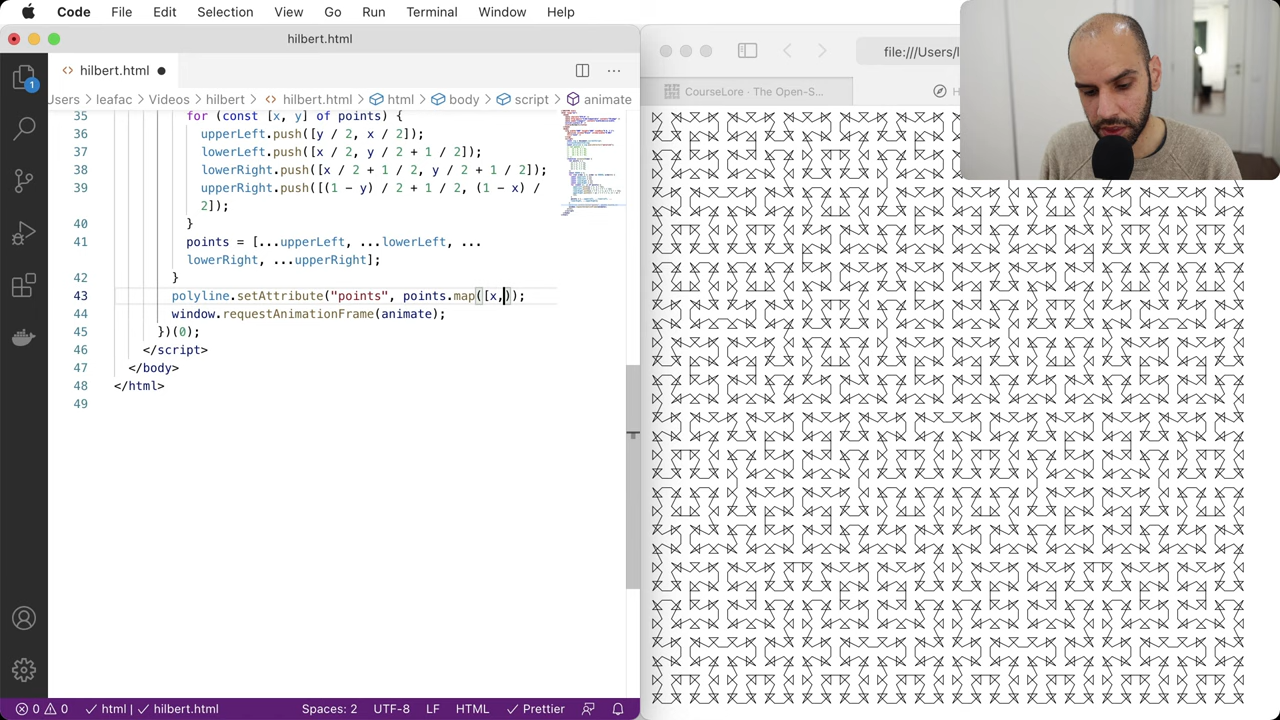 Code File Edit Selection View Go Run Terminal Window Help
hilbert.html
hilbert.html
Users leafac Videos hilbert hilbert.html html body script animate
35 for (const [x, y] of points) {
36 upperLeft.push([y / 2, x / 2]);
37 lowerLeft.push([x / 2, y / 2 + 1 / 2]);
38 lowerRight.push([x / 2 + 1 / 2, y / 2 + 1 / 2]);
39 upperRight.push([(1 - y) / 2 + 1 / 2, (1 - x) /
2]);
40 }
41 points = [...upperLeft, ...lowerLeft, ...
lowerRight, ...upperRight];
42 }
43 polyline.setAttribute("points", points.map([x,));
44 window.requestAnimationFrame(animate);
45 })(0);
46 </script>
47 </body>
48 </html>
49
1
0 0 html hilbert.html Spaces: 2 UTF-8 LF HTML Prettier
file:///Users/l
CourseLore · The Open-S...